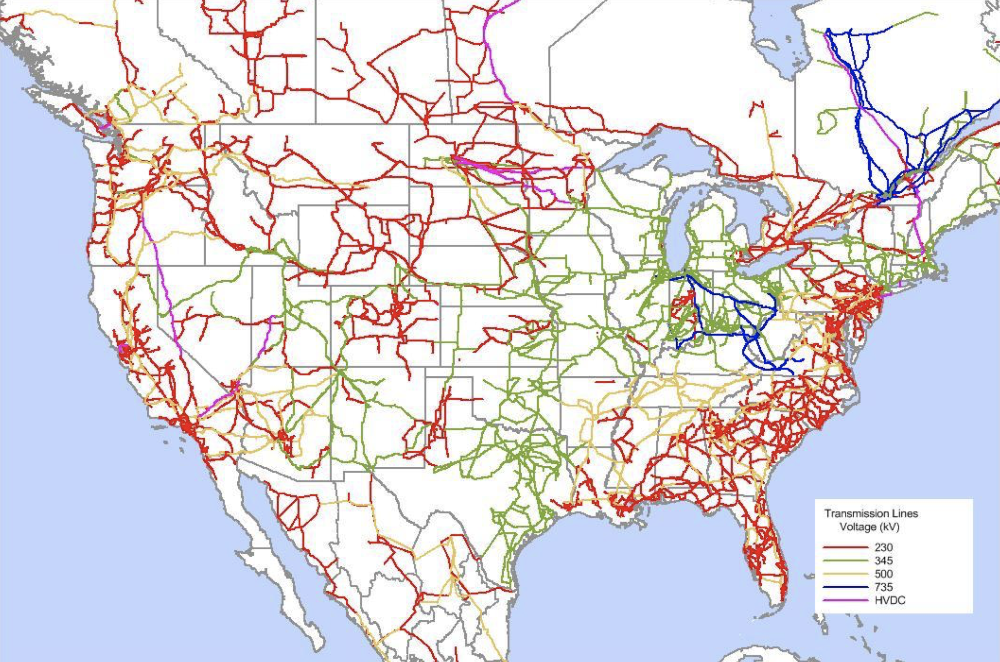 Transmission Lines
Voltage (kV)
230
345
500
735
HVDC